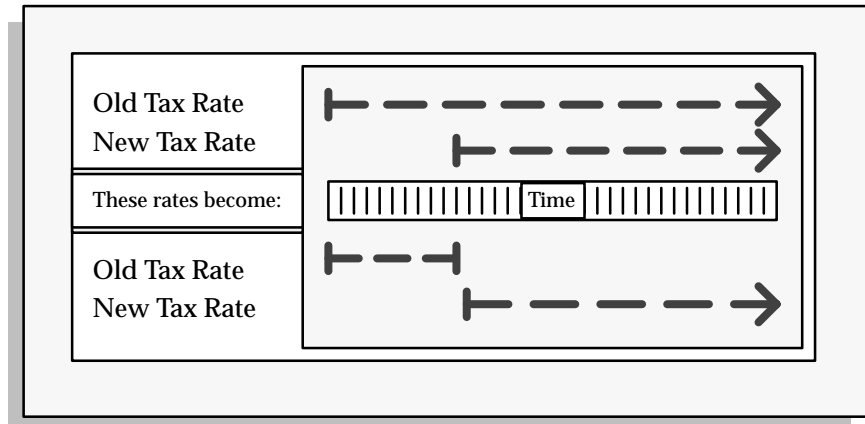 Old Tax Rate
New Tax Rate
These rates become:
Time
Old Tax Rate
New Tax Rate